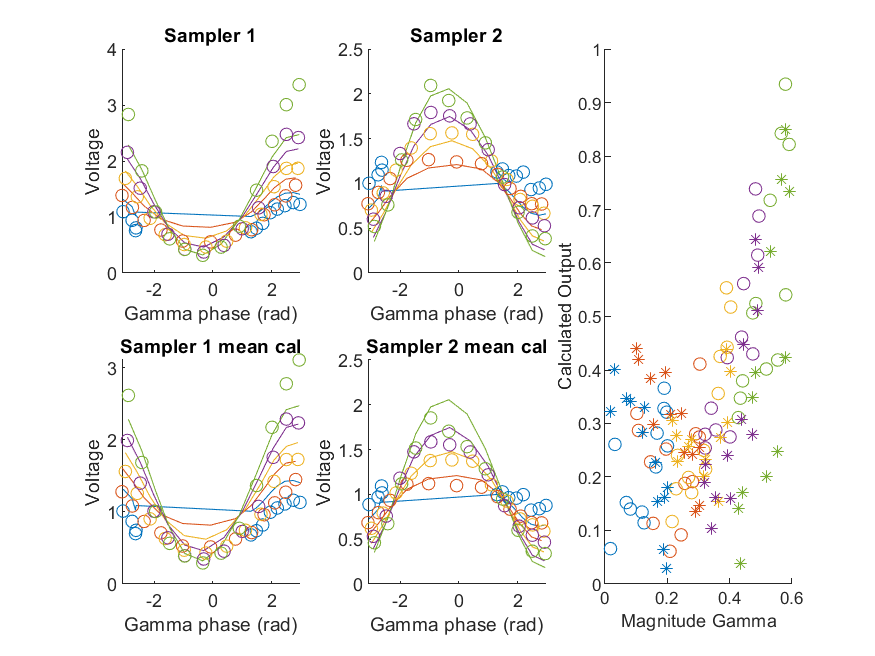 Sampler 1
4
3
2
1
0
Voltage
-2 0 2
Gamma phase (rad)
Sampler 2
2.5
2
1.5
1
0.5
0
Voltage
-2 0 2
Gamma phase (rad)
Sampler 1 mean cal
3
2
1
0
Voltage
-2 0 2
Gamma phase (rad)
Sampler 2 mean cal
2.5
2
1.5
1
0.5
0
Voltage
-2 0 2
Gamma phase (rad)
1
0.9
0.8
0.7
0.6
0.5
0.4
0.3
0.2
0.1
0
Calculated Output
0 0.2 0.4 0.6
Magnitude Gamma